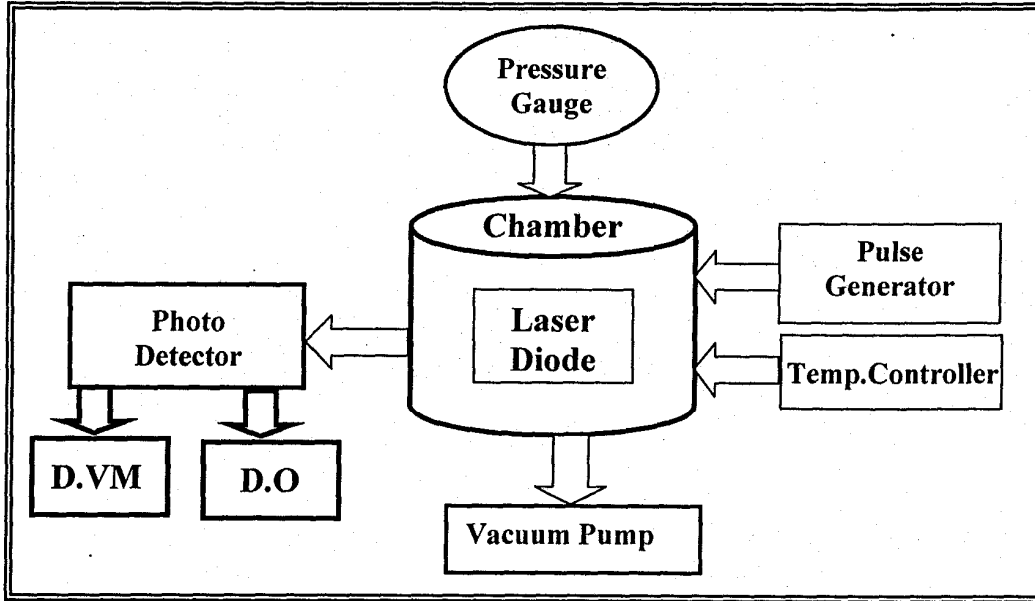 Pressure
Gauge
Chamber
Pulse
Generator
Laser
Diode
Photo
Detector
Temp.Controller
D.VM
D.O
Vacuum Pump